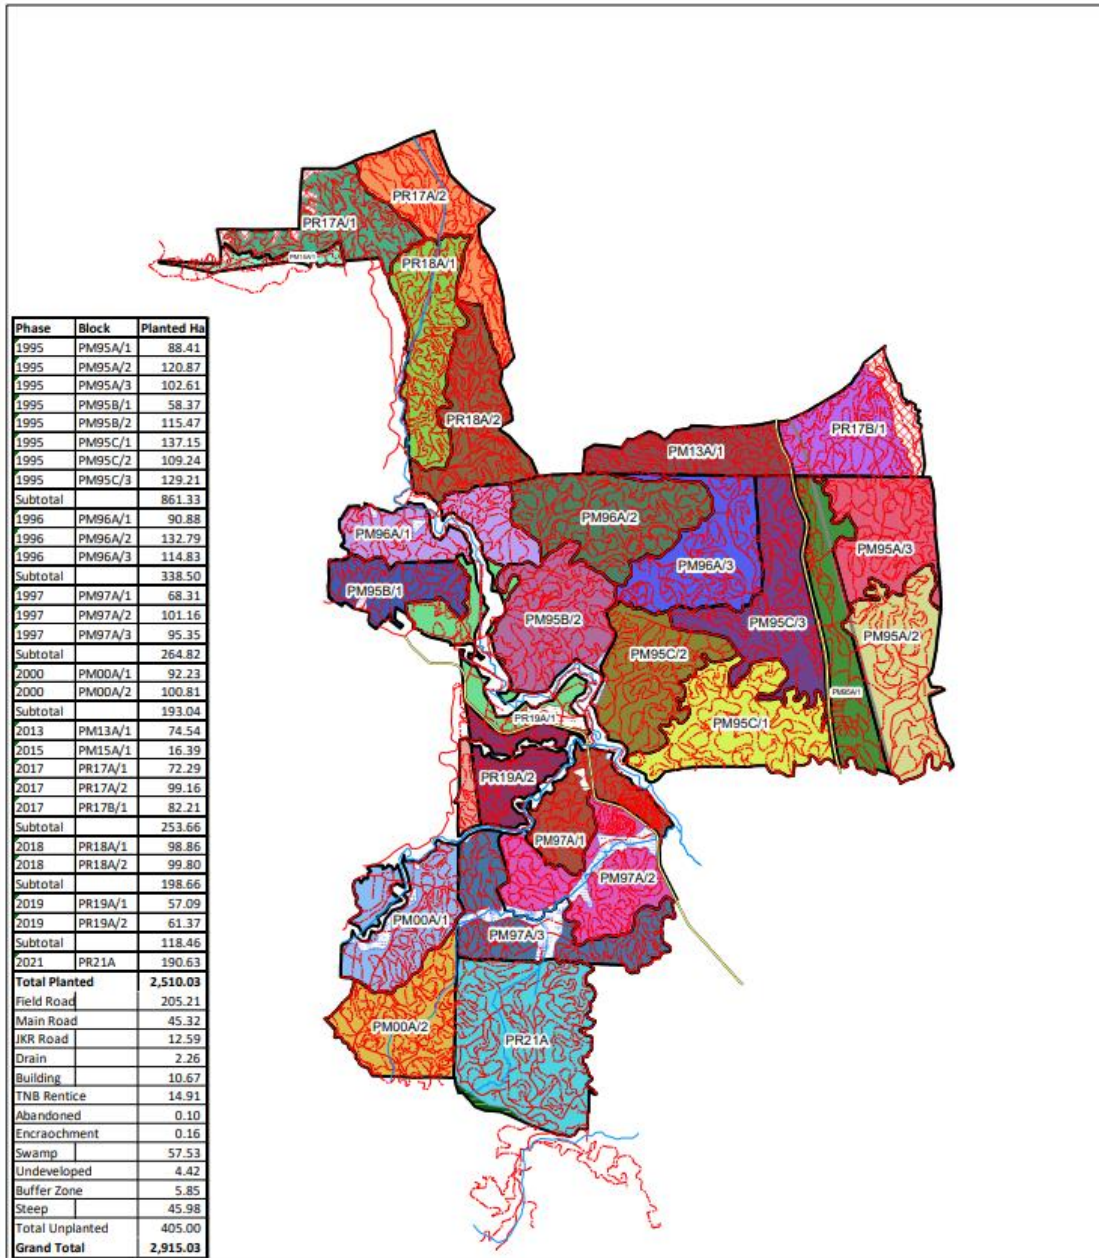 PR17A/2
PR17A/1
PM15A/1
PR18A/1
PR18A/2
PR17B/1
PM13A/1
PM96A/2
PM96A/1
PM95A/3
PM96A/3
PM95B/1
PM95B/2
PM95C/3
PM95A/2
PM95C/2
PM95A/1
PR19A/1
PM95C/1
PR19A/2
PM97A/1
PM97A/2
PM00A/1
PM97A/3
PM00A/2
PR21A
Phase Block Planted Ha
1995 PM95A/1 88.41
1995 PM95A/2 120.87
1995 PM95A/3 102.61
1995 PM95B/1 58.37
1995 PM95B/2 115.47
1995 PM95C/1 137.15
1995 PM95C/2 109.24
1995 PM95C/3 129.21
Subtotal 861.33
1996 PM96A/1 90.88
1996 PM96A/2 132.79
1996 PM96A/3 114.83
Subtotal 338.50
1997 PM97A/1 68.31
1997 PM97A/2 101.16
1997 PM97A/3 95.35
Subtotal 264.82
2000 PM00A/1 92.23
2000 PM00A/2 100.81
Subtotal 193.04
2013 PM13A/1 74.54
2015 PM15A/1 16.39
2017 PR17A/1 72.29
2017 PR17A/2 99.16
2017 PR17B/1 82.21
Subtotal 253.66
2018 PR18A/1 98.86
2018 PR18A/2 99.80
Subtotal 198.66
2019 PR19A/1 57.09
2019 PR19A/2 61.37
Subtotal 118.46
2021 PR21A 190.63
Total Planted 2,510.03
Field Road 205.21
Main Road 45.32
JKR Road 12.59
Drain 2.26
Building 10.67
TNB Rentice 14.91
Abandoned 0.10
Encraochment 0.16
Swamp 57.53
Undeveloped 4.42
Buffer Zone 5.85
Steep 45.98
Total Unplanted 405.00
Grand Total 2,915.03